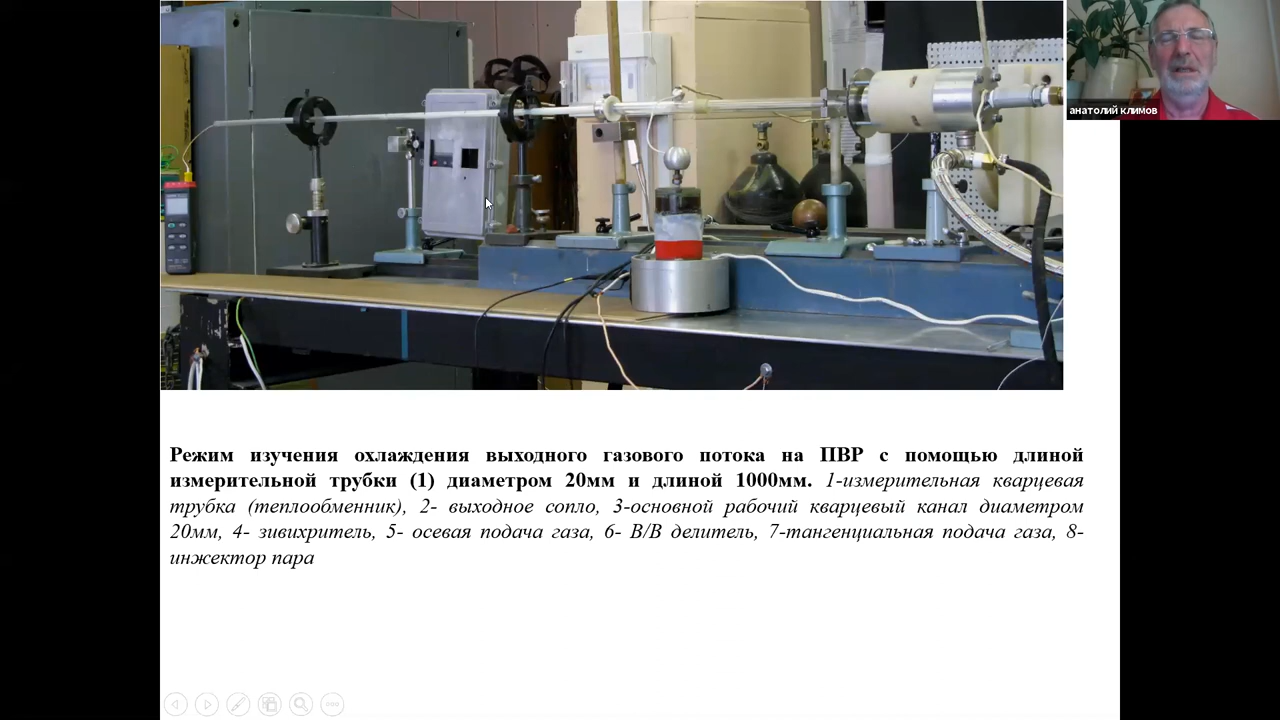 анатолий климов
Режим изучения охлаждения выходного газового потока на ПВР с помощью длиной
измерительной трубки (1) диаметром 20мм и длиной 1000мм. 1-измерительная кварцевая
трубка (теплообменник), 2- выходное сопло, 3-основной рабочий кварцевый канал диаметром
20мм, 4- зивихритель, 5- осевая подача газа, 6- В/В делитель, 7-тангенциальная подача газа, 8-
инжектор пара